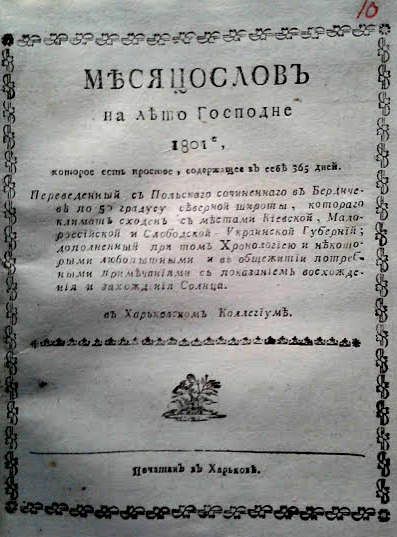 10
МѢСЯЦОСЛОВЪ
на лѣто Господне
1801е,
которое есть простое, содержащее въ себѣ 365 дней.
Переведенный съ Польскаго сочиненнаго въ Бердиче-
вѣ по 50 градусу сѣверной широты, котораго
климатъ сходенъ съ мѣстами Кіевской, Мало-
россійской и Слободской Украинской Губерній;
дополненный при томъ Хронологіею и нѣкото-
рыми любопытными и въ общежитіи потреб-
ными примѣчаніями съ показаніемъ восхожде-
нія и захожденія Солнца.
въ Харьковскомъ Коллегіумѣ.
Печатанъ въ Харьковѣ.